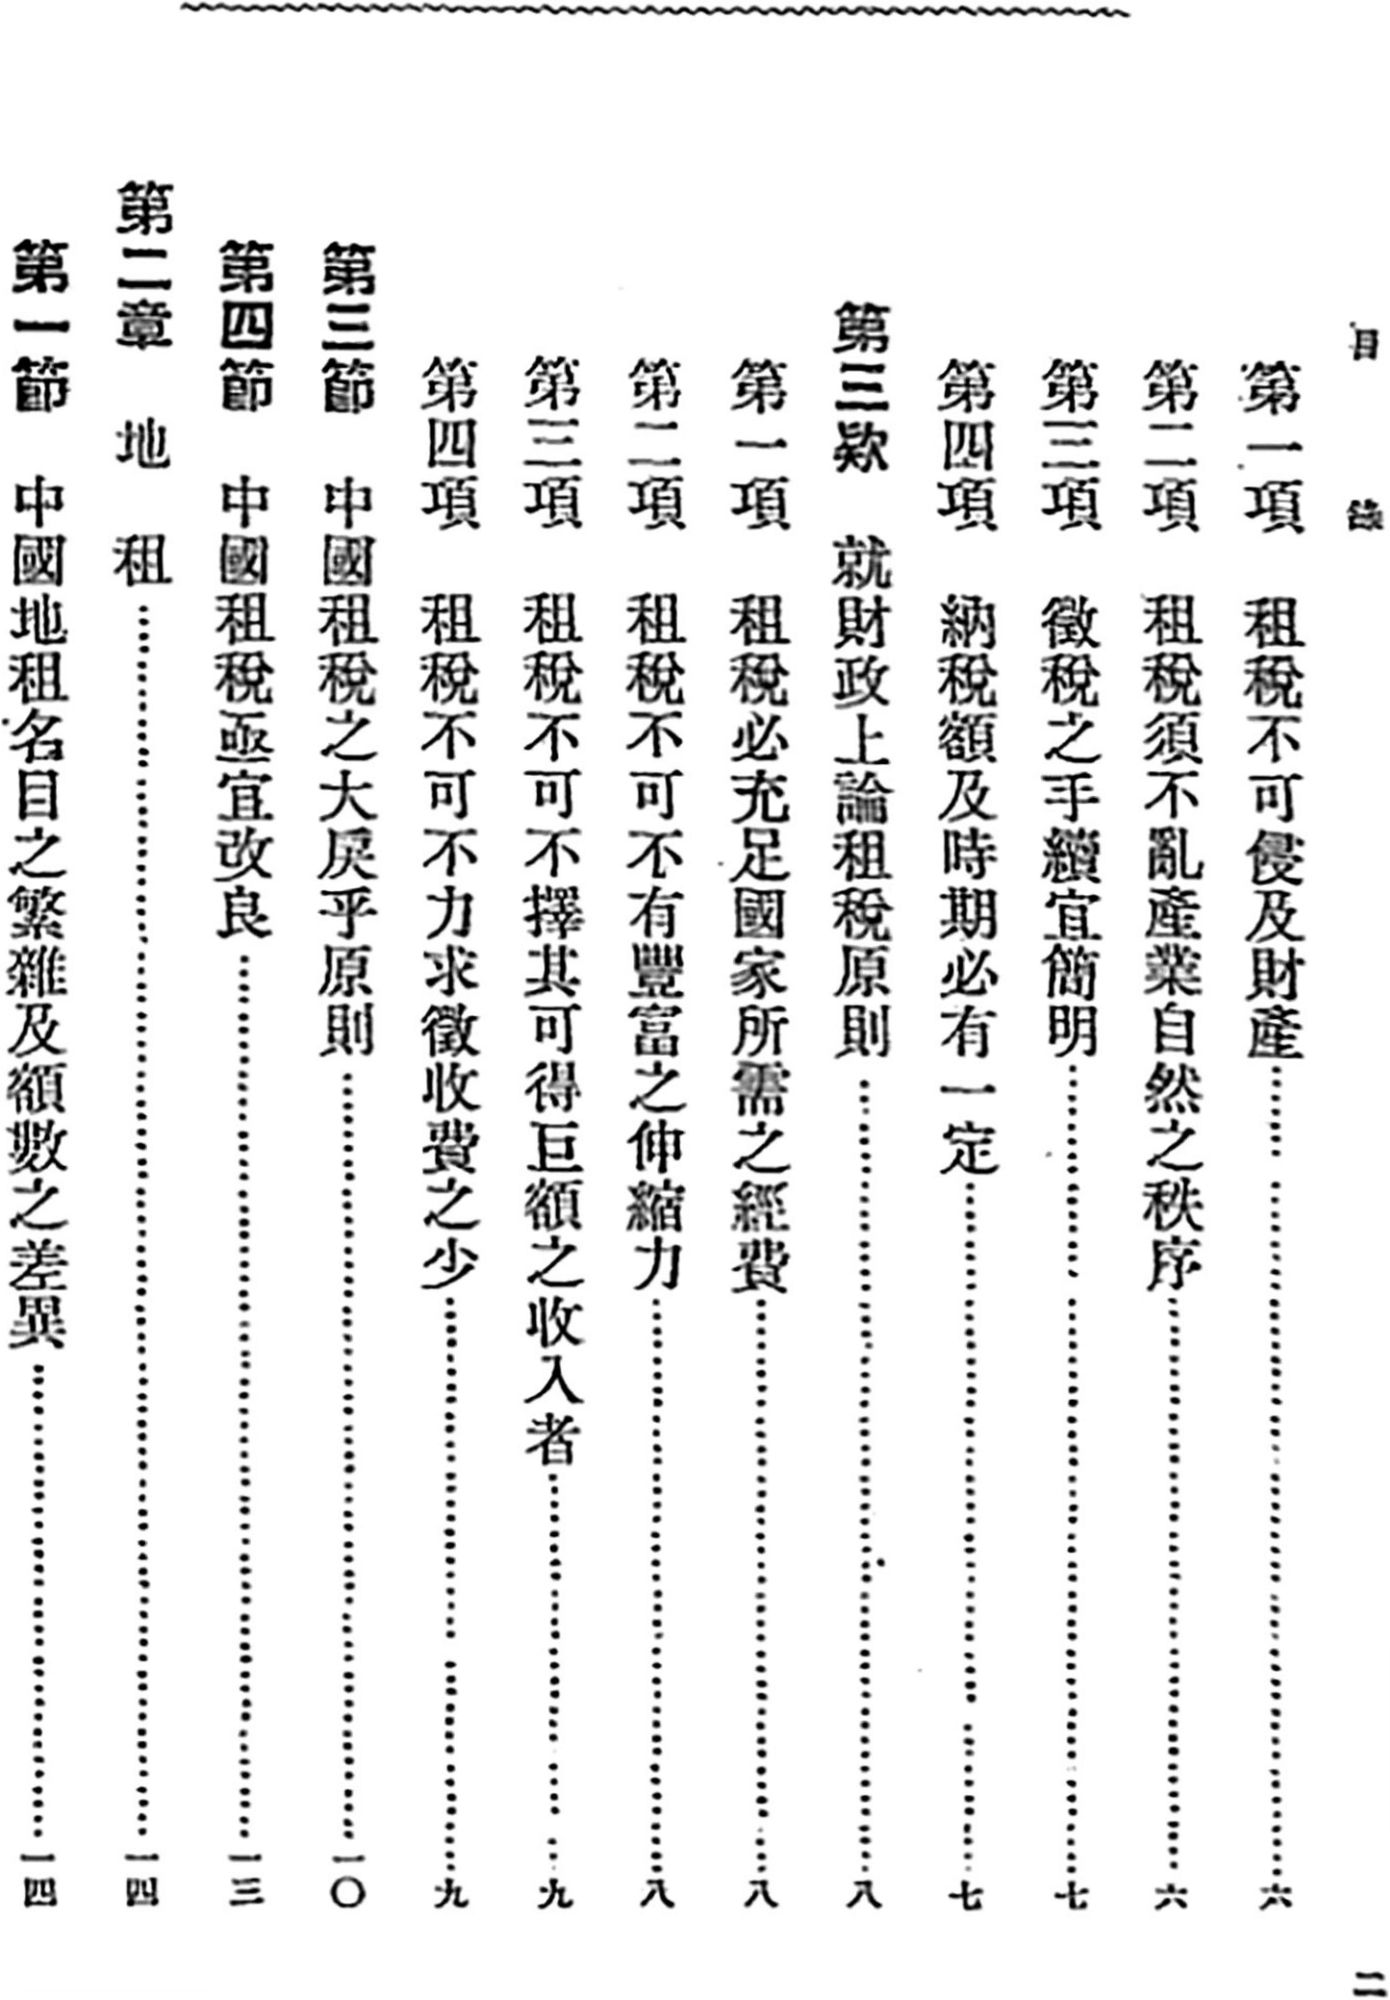 目錄
二
第一項 租稅不可侵及財產……六
第二項 租稅須不亂產業自然之秩序……六
第三項 徵稅之手續宜簡明……七
第四項 納稅額及時期必有一定……七
第三欵 就財政上論租稅原則……八
第一項 租稅必充足國家所需之經費……八
第二項 租稅不可不有豐富之伸縮力……八
第三項 租稅不可不擇其可得巨額之收入者……九
第四項 租稅不可不力求徵收費之少……九
第三節 中國租稅之大戾乎原則……一〇
第四節 中國租稅亟宜改良……一三
第二章 地租……一四
第一節 中國地租名目之繁雜及額數之差異……一四